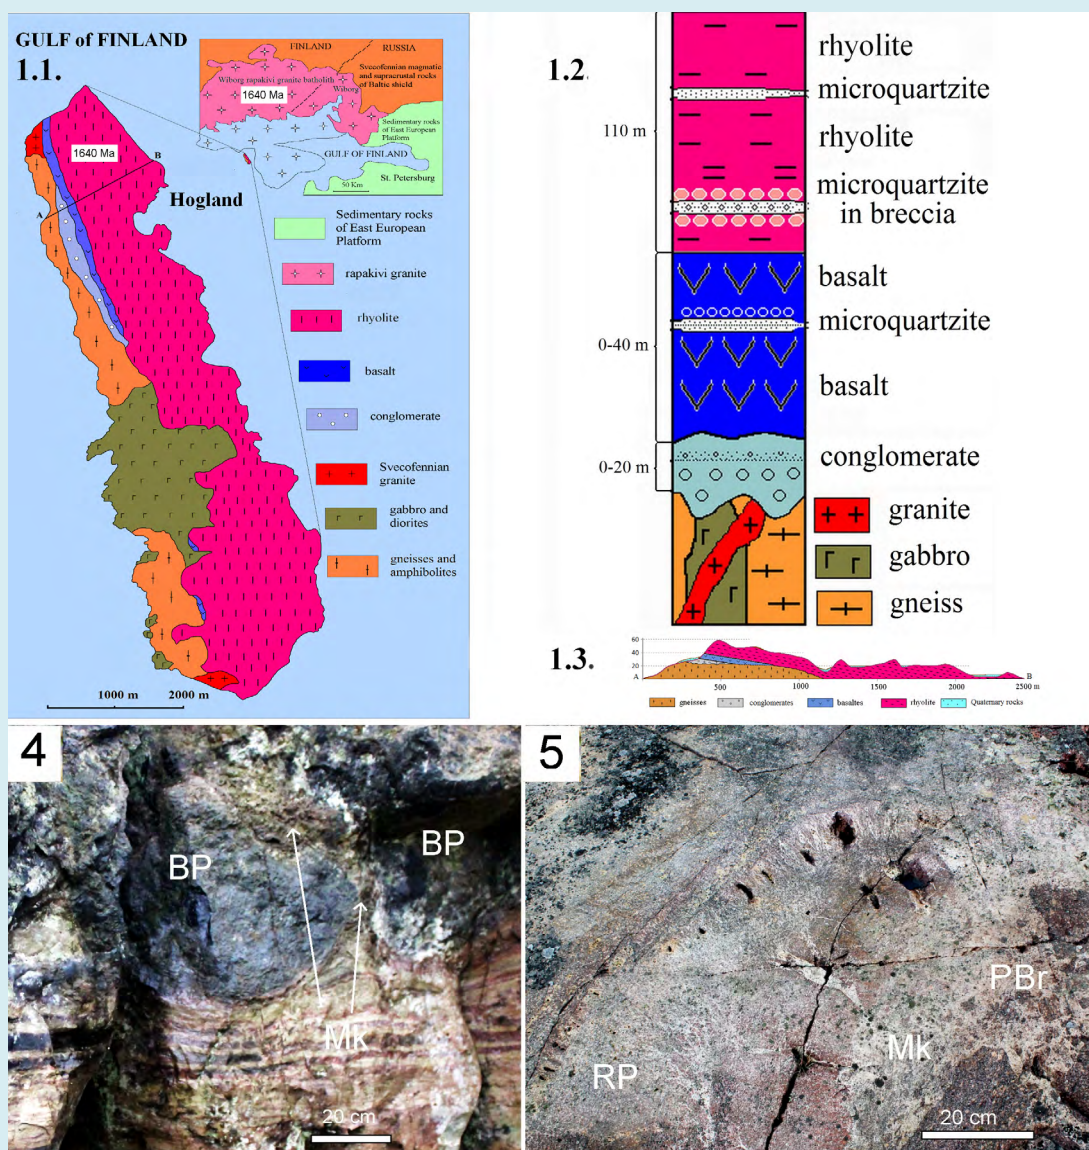 GULF of FINLAND
1.1.
FINLAND
RUSSIA
Wiborg rapakivi granite batholith
1640 Ma
Wiborg
Svecofennian magmatic
and supracrustal rocks
of Baltic shield
Sedimentary rocks
of East European
Platform
GULF OF FINLAND
St. Petersburg
50 Km
1640 Ma
B
A
Hogland
Sedimentary rocks
of East European
Platform
rapakivi granite
rhyolite
basalt
conglomerate
Svecofennian
granite
gabbro and
diorites
gneisses and
amphibolites
1000 m 2000 m
1.2.
rhyolite
microquartzite
110 m
rhyolite
microquartzite
in breccia
basalt
microquartzite
0-40 m
basalt
conglomerate
0-20 m
granite
gabbro
gneiss
1.3.
60
40
20
A
B
500 1000 1500 2000 2500 m
gneisses conglomerates basaltes rhyolite Quaternary rocks
4
BP
BP
Mk
20 cm
5
PBr
Mk
RP
20 cm